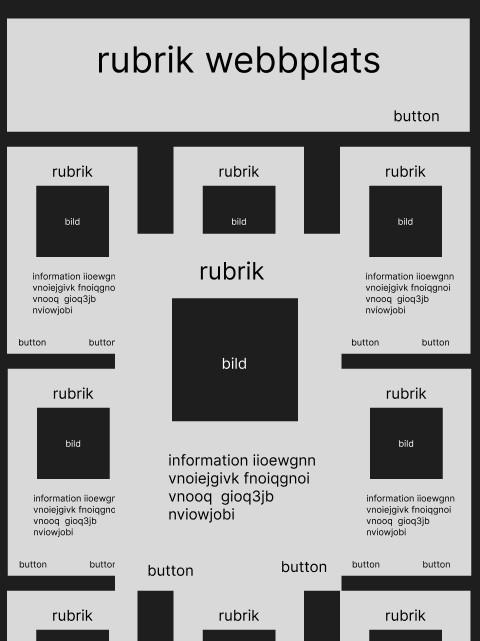 rubrik webbplats
button
rubrik
bild
information iioewgn
vnoiejgivk fnoiqgno
vnooq  gioq3jb
nviowjobi
button
button
rubrik
bild
rubrik
bild
information iioewgnn
vnoiejgivk fnoiqgnoi
vnooq  gioq3jb
nviowjobi
button
button
rubrik
bild
information iioewgnn
vnoiejgivk fnoiqgnoi
vnooq  gioq3jb
nviowjobi
button
button
rubrik
bild
information iioewgr
vnoiejgivk fnoiqgno
vnooq  gioq3jb
nviowjobi
button
button
rubrik
bild
information iioewgnn
vnoiejgivk fnoiqgnoi
vnooq  gioq3jb
nviowjobi
button
button
rubrik
rubrik
rubrik